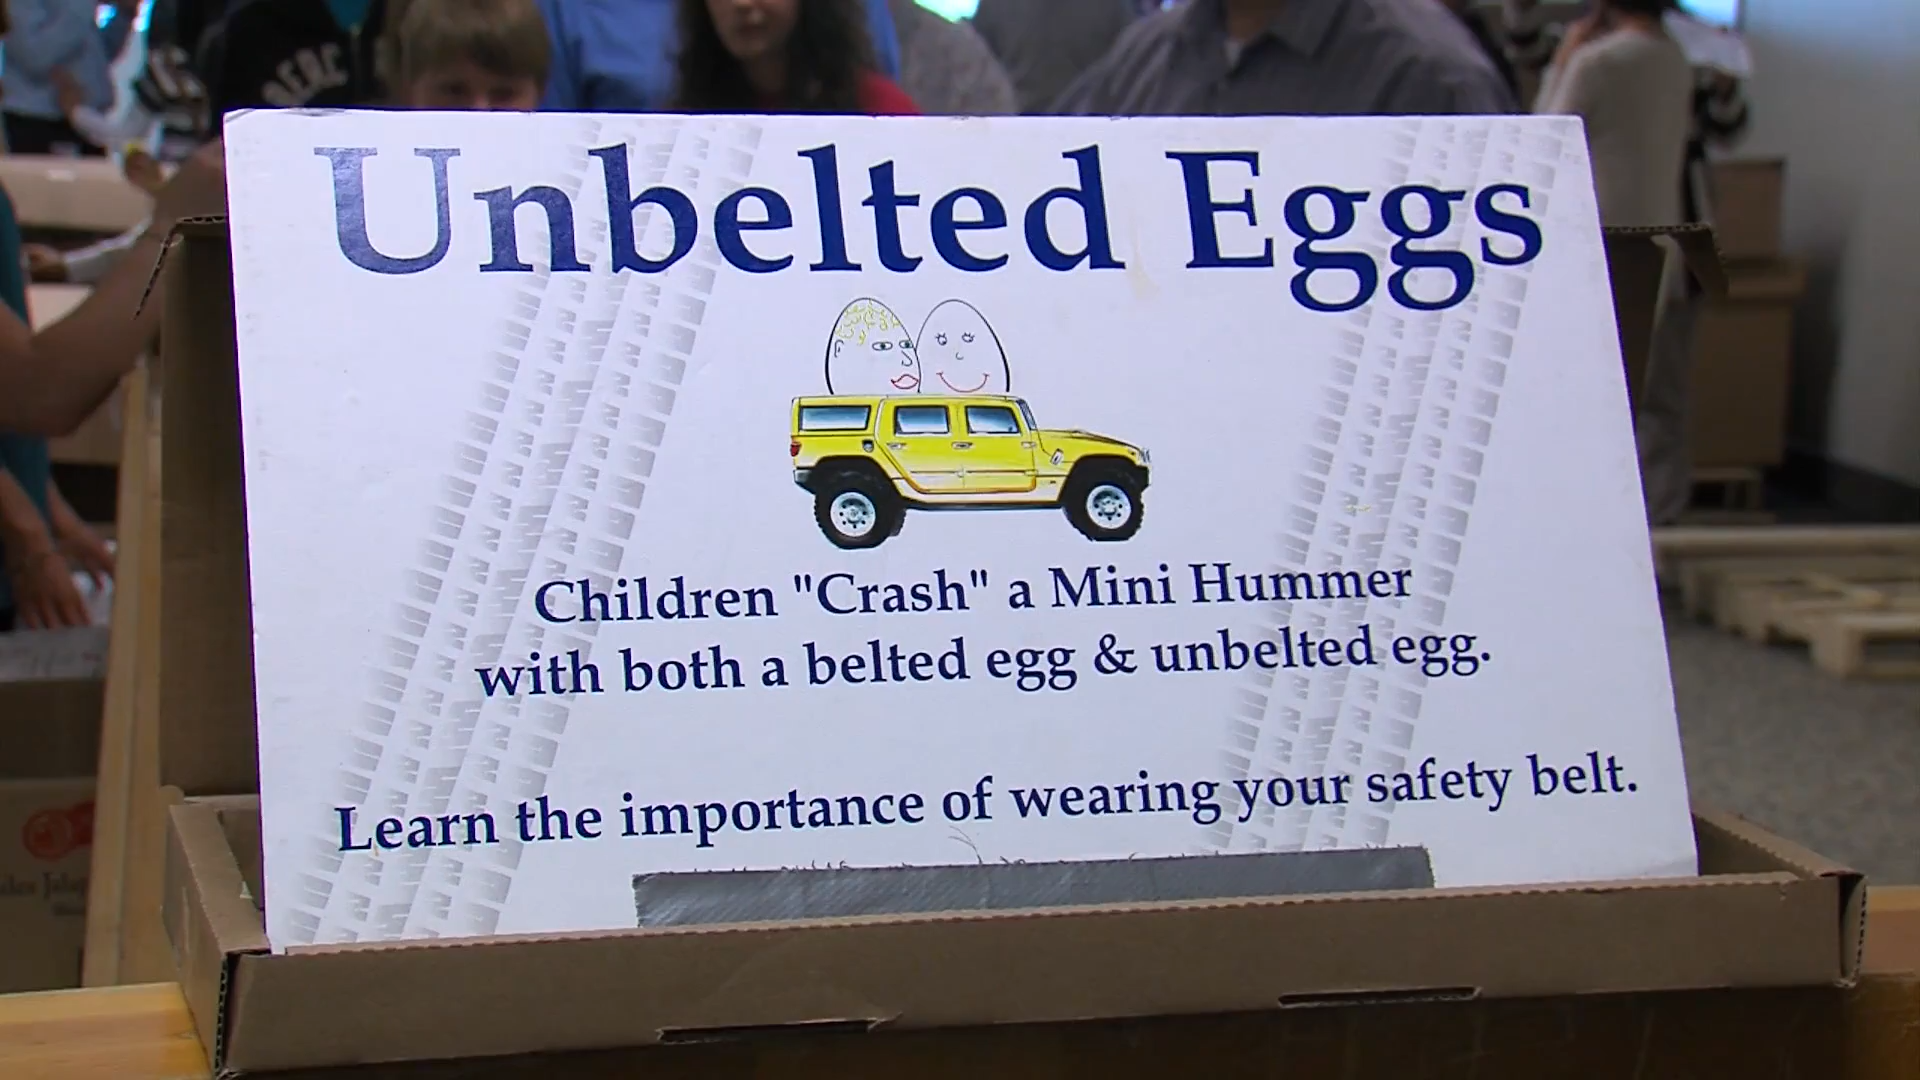 Unbelted Eggs
Children "Crash" a Mini Hummer
with both a belted egg & unbelted egg.
Learn the importance of wearing your safety belt.